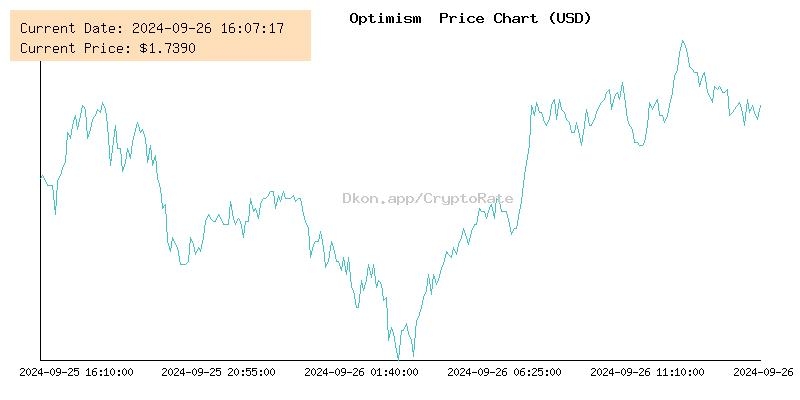 Optimism  Price Chart (USD)
Current Date: 2024-09-26 16:07:17
Current Price: $1.7390
Dkon.app/CryptoRate
2024-09-25 16:10:00 2024-09-25 20:55:00 2024-09-26 01:40:00 2024-09-26 06:25:00 2024-09-26 11:10:00 2024-09-26